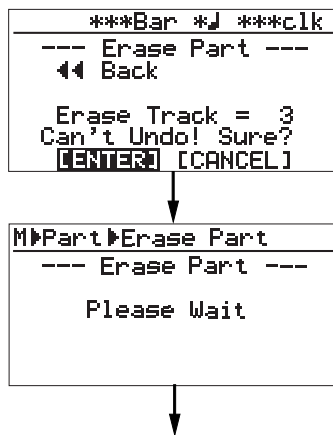 ***Bar *♩ ***clk
--- Erase Part ---
◀◀ Back
Erase Track = 3
Can't Undo! Sure?
[ENTER] [CANCEL]
M▶Part▶Erase Part
--- Erase Part ---
Please Wait